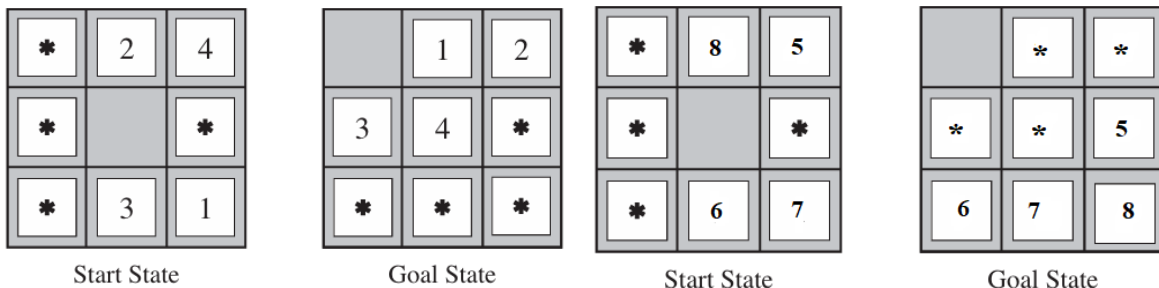 * 2 4 1 2 * 8 5 * *
* * 3 4 * * * * * 5
* 3 1 * * * * 6 7 6 7 8
Start State Goal State Start State Goal State